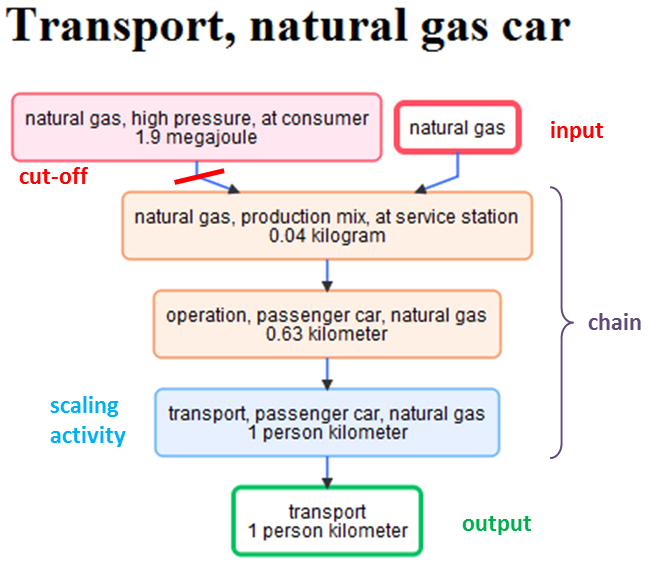 Transport, natural gas car
natural gas, high pressure, at consumer
1.9 megajoule
natural gas
input
cut-off
natural gas, production mix, at service station
0.04 kilogram
operation, passenger car, natural gas
0.63 kilometer
chain
scaling
activity
transport, passenger car, natural gas
1 person kilometer
transport
1 person kilometer
output